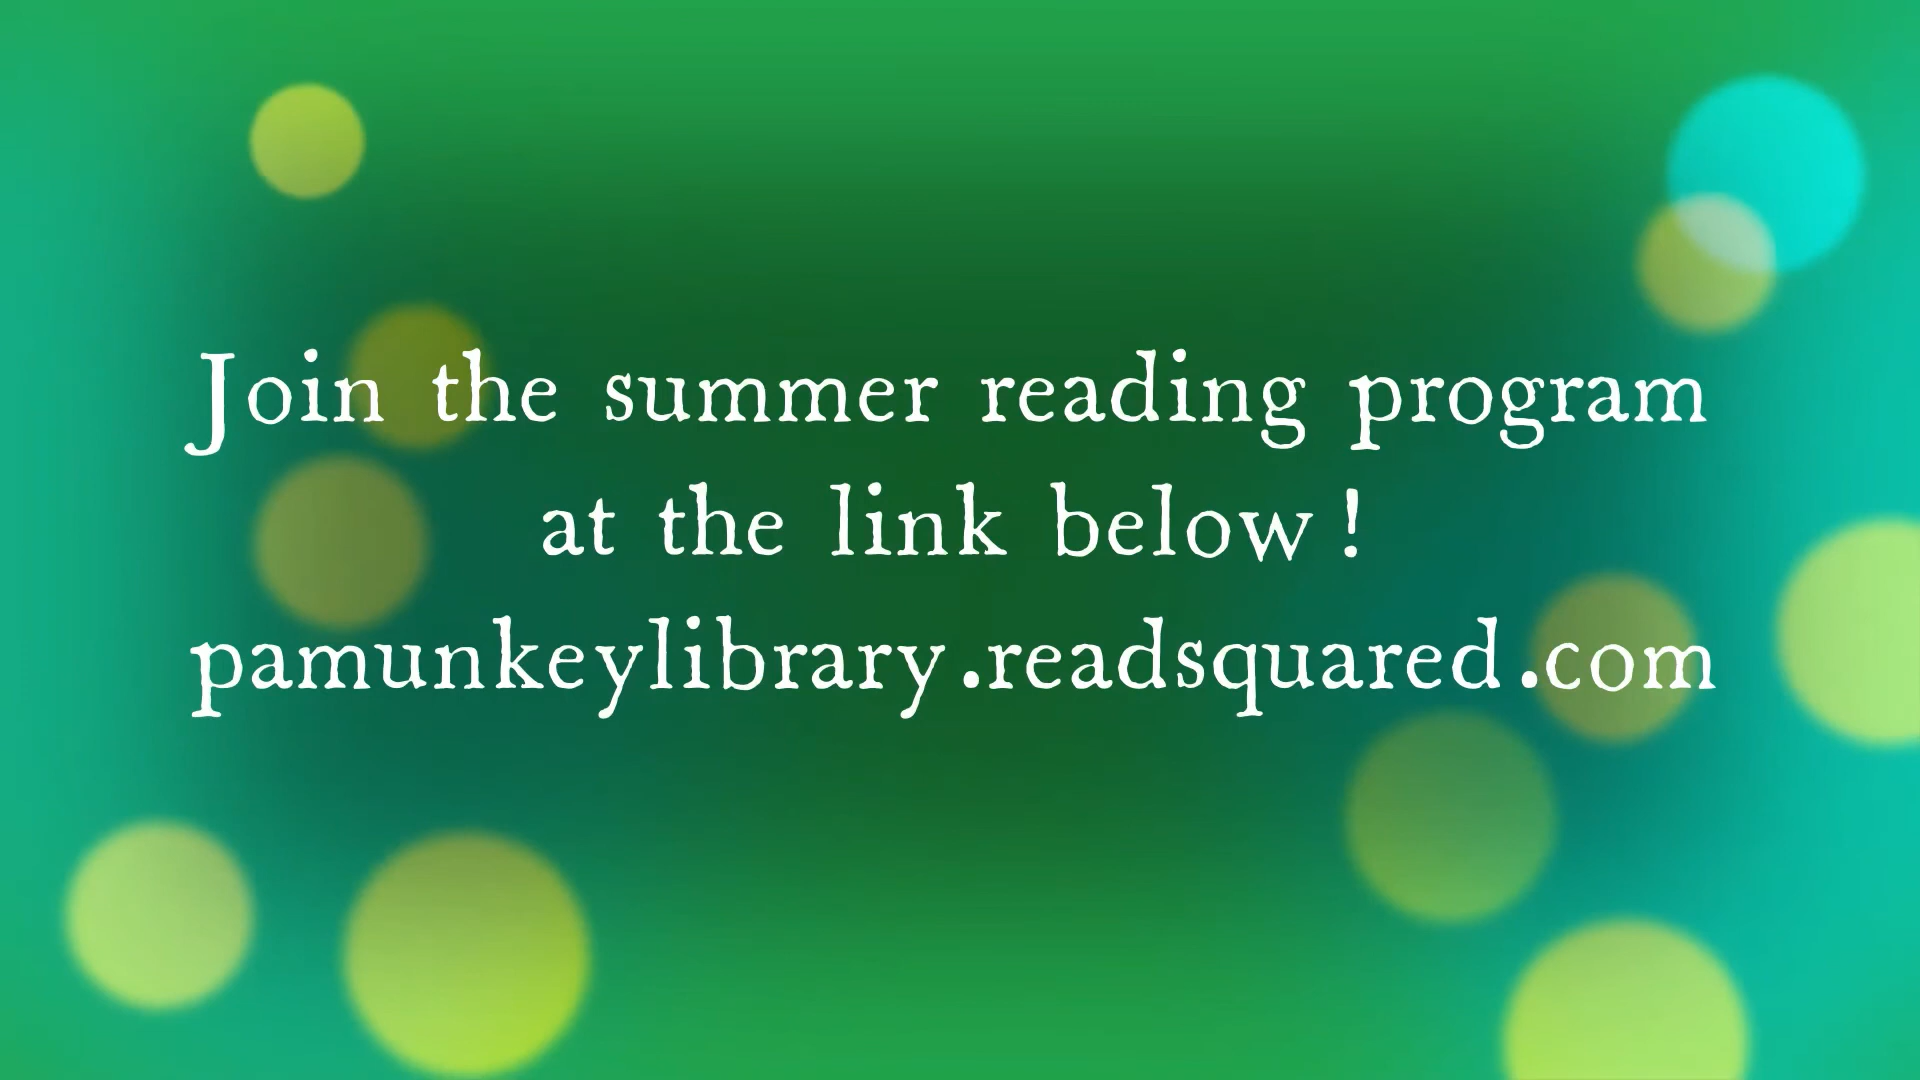 Join the summer reading program
at the link below!
pamunkeylibrary.readsquared.com